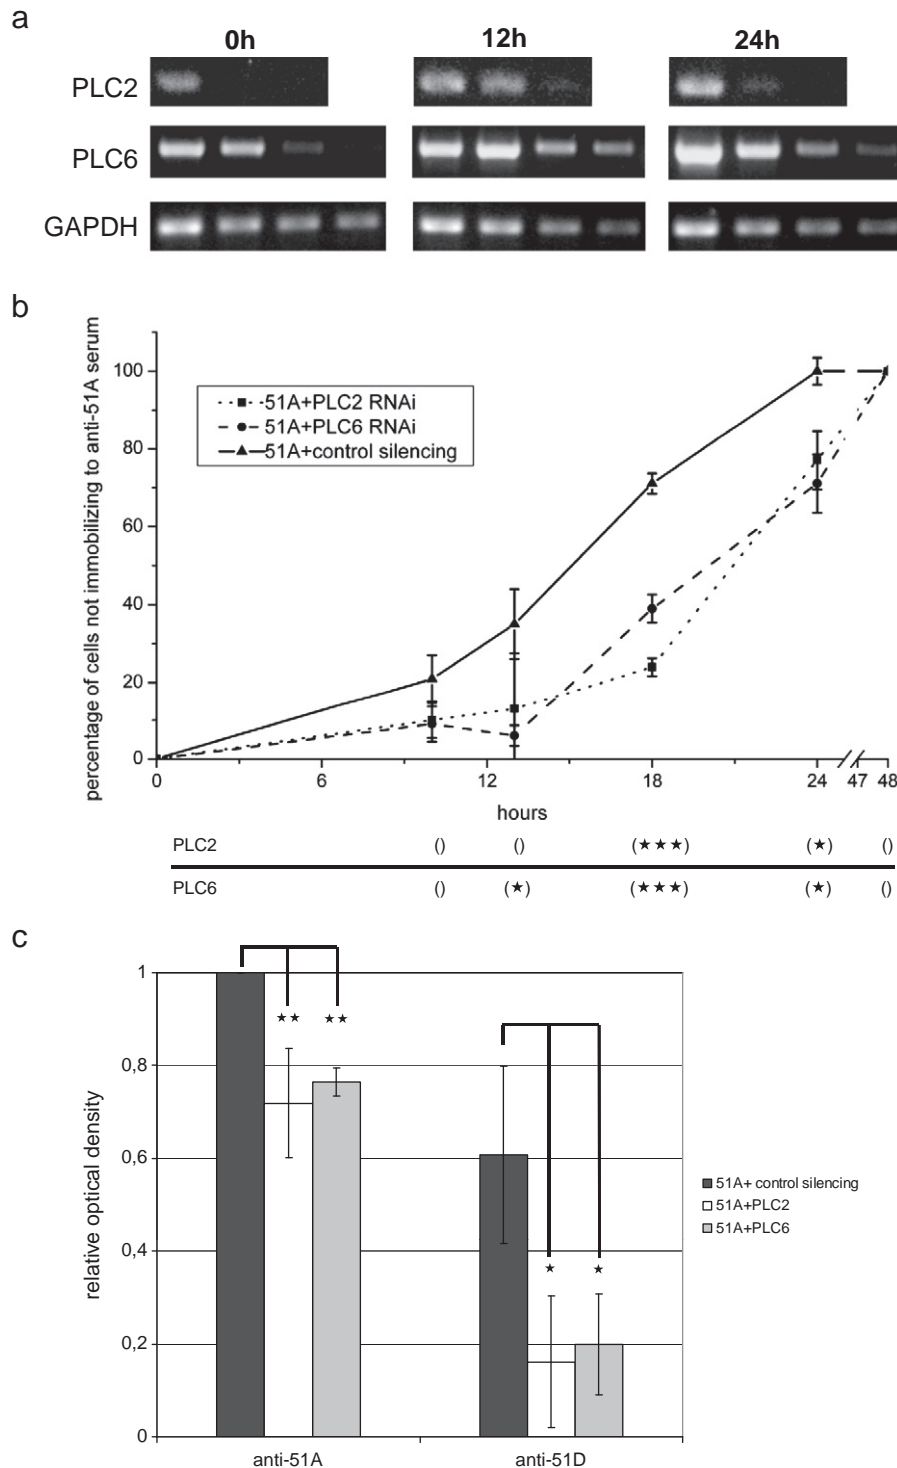 a
0h 12h 24h
PLC2
PLC6
GAPDH
b
percentage of cells not immobilizing to anti-51A serum
100
80
60
40
20
0
51A+PLC2 RNAi
51A+PLC6 RNAi
51A+control silencing
0 6 12 18 24 47 48
hours
PLC2 () () (★★★) (★) ()
PLC6 () (★) (★★★) (★) ()
c
relative optical density
1
0,8
0,6
0,4
0,2
0
★★ ★★
★ ★
51A+ control silencing
51A+PLC2
51A+PLC6
anti-51A anti-51D